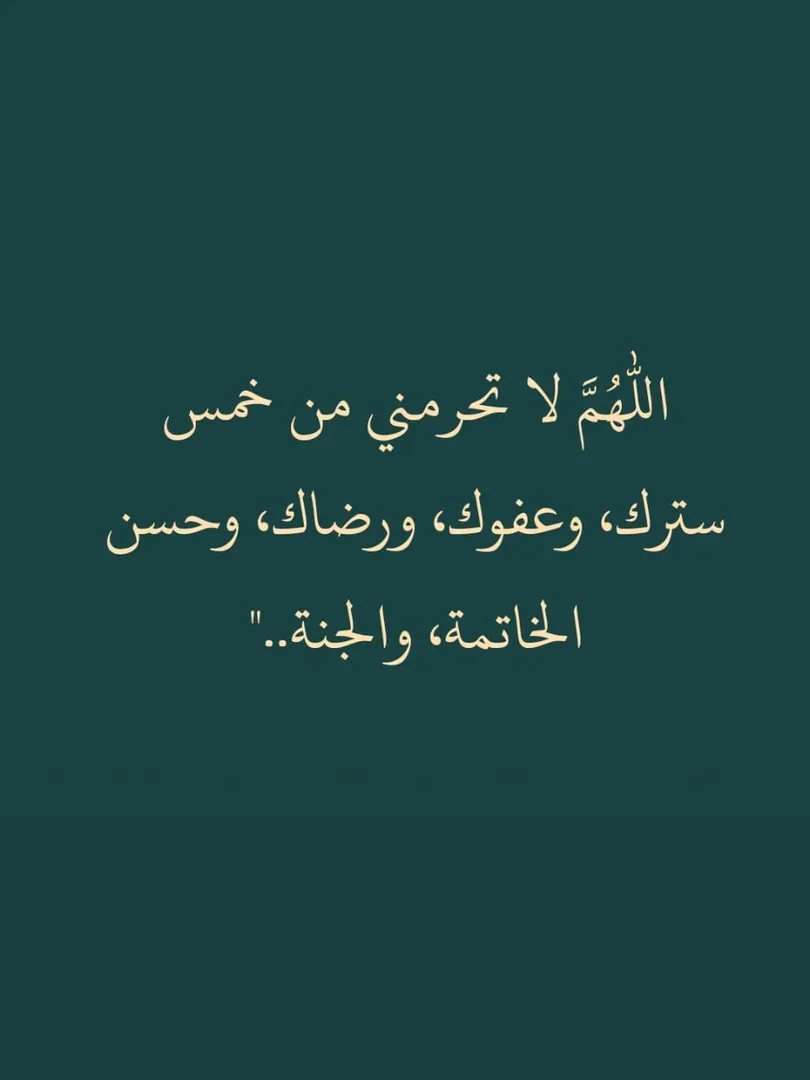 اللّٰهُمَّ لا تحرمني من خمس
سترك، وعفوك، ورضاك، وحسن
الخاتمة، والجنة.."